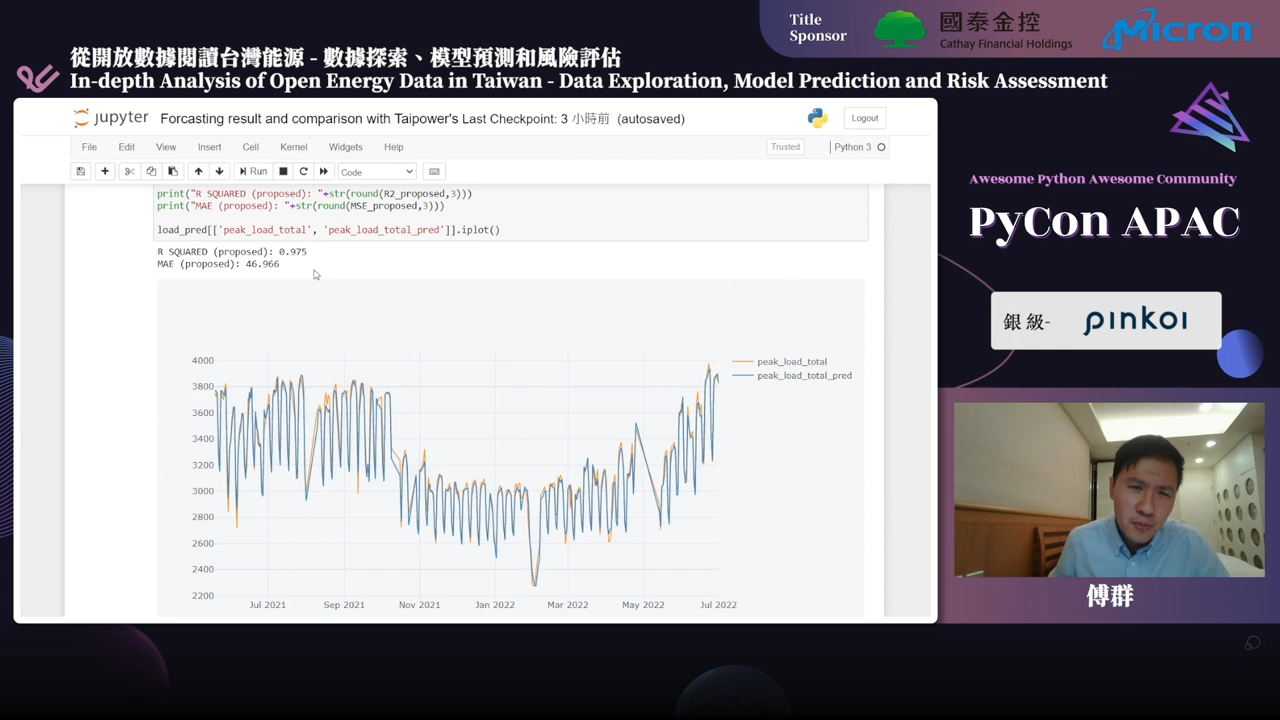 Title
Sponsor
國泰金控
Cathay Financial Holdings
Micron
從開放數據閱讀台灣能源 - 數據探索、模型預測和風險評估
In-depth Analysis of Open Energy Data in Taiwan - Data Exploration, Model Prediction and Risk Assessment
jupyter
Forcasting result and comparison with Taipower's Last Checkpoint: 3 小時前 (autosaved)
Logout
File Edit View Insert Cell Kernel Widgets Help
Trusted
Python 3
Run
Code
print("R SQUARED (proposed): "+str(round(R2_proposed,3)))
print("MAE (proposed): "+str(round(MSE_proposed,3)))
load_pred[['peak_load_total', 'peak_load_total_pred']].iplot()
R SQUARED (proposed): 0.975
MAE (proposed): 46.966
peak_load_total
peak_load_total_pred
4000
3800
3600
3400
3200
3000
2800
2600
2400
2200
Jul 2021 Sep 2021 Nov 2021 Jan 2022 Mar 2022 May 2022 Jul 2022
Awesome Python Awesome Community
PyCon APAC
銀級- pinkoi
傅群